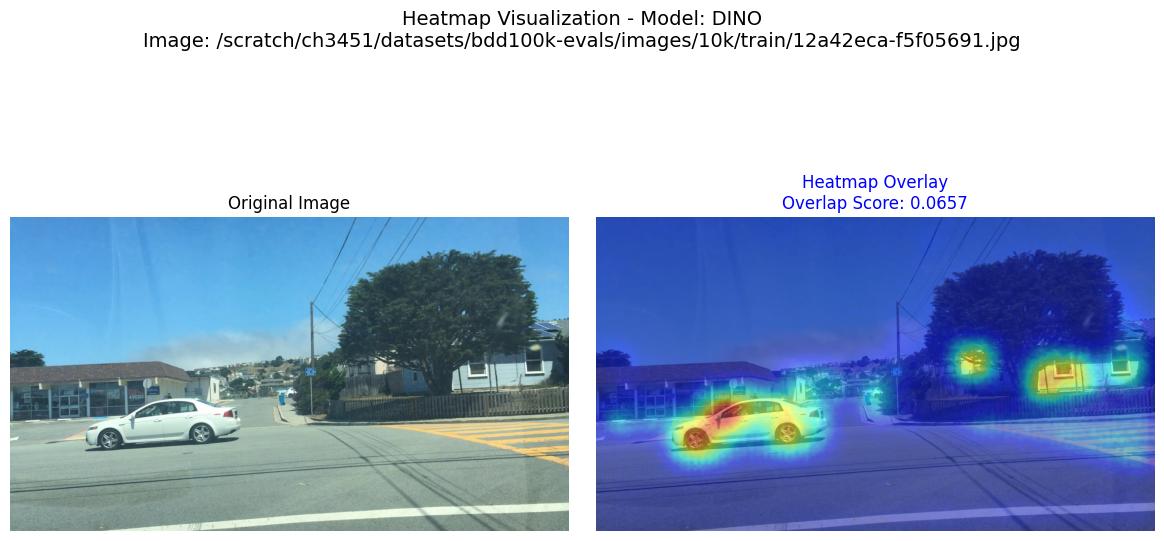 Heatmap Visualization - Model: DINO
Image: /scratch/ch3451/datasets/bdd100k-evals/images/10k/train/12a42eca-f5f05691.jpg
Original Image
Heatmap Overlay
Overlap Score: 0.0657